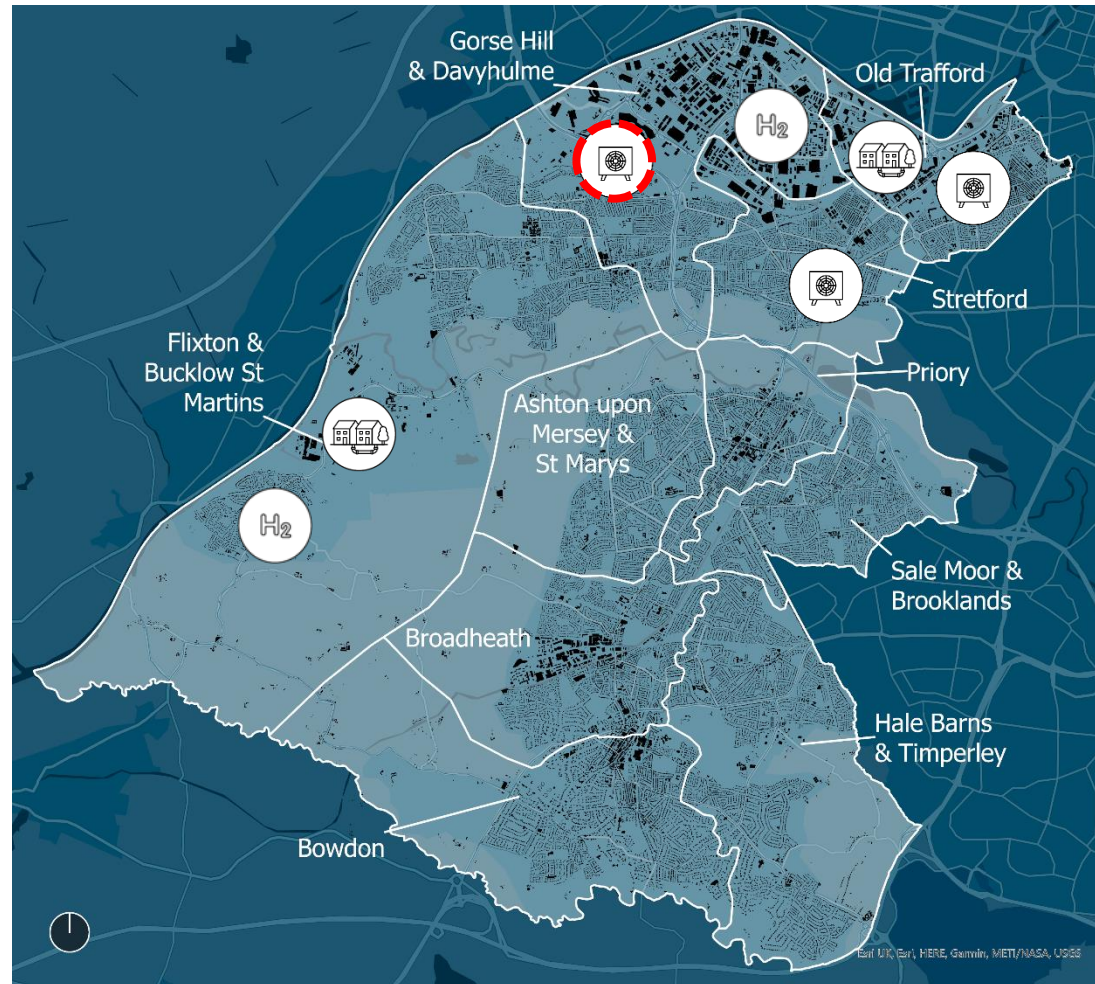 Gorse Hill
& Davyhulme
Old Trafford
H₂
Stretford
Flixton &
Bucklow St
Martins
Priory
Ashton upon
Mersey &
St Marys
H₂
Sale Moor &
Brooklands
Broadheath
Hale Barns
& Timperley
Bowdon
Esri UK, Esri, HERE, Garmin, METI/NASA, USGS